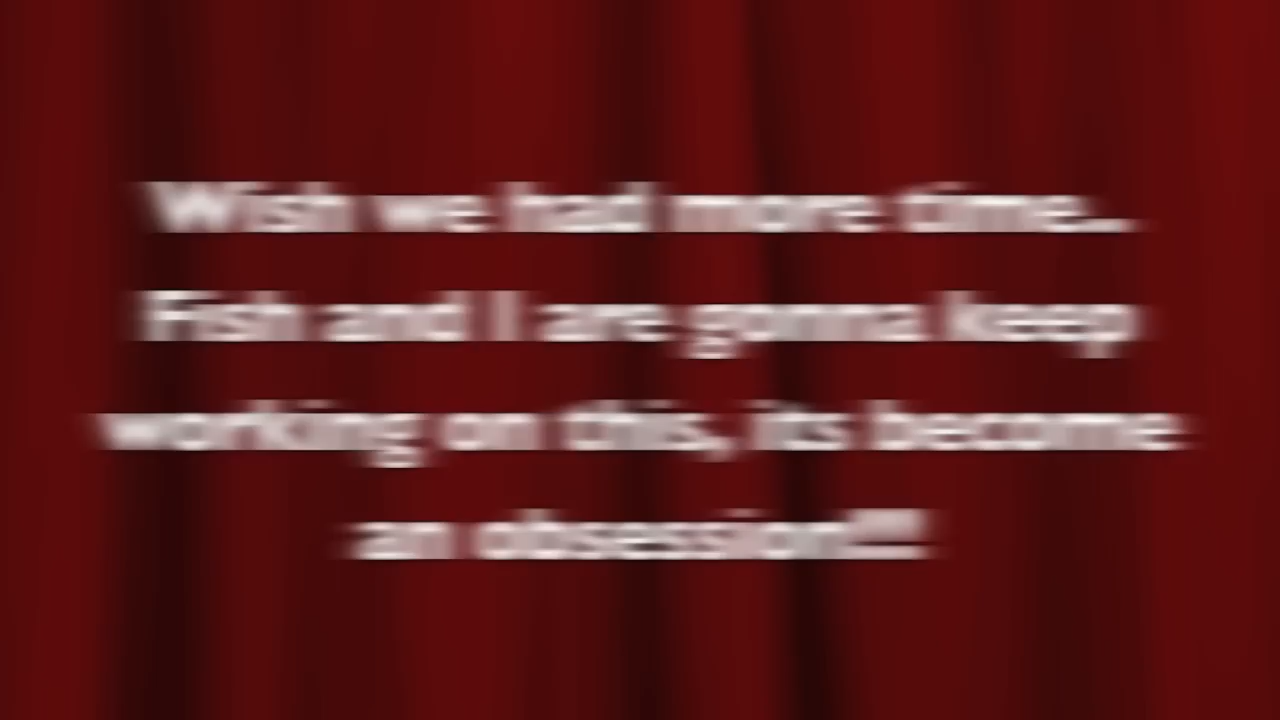 Wish we had more time...
Fish and I are gonna keep
working on this, its become
an obsession!!!